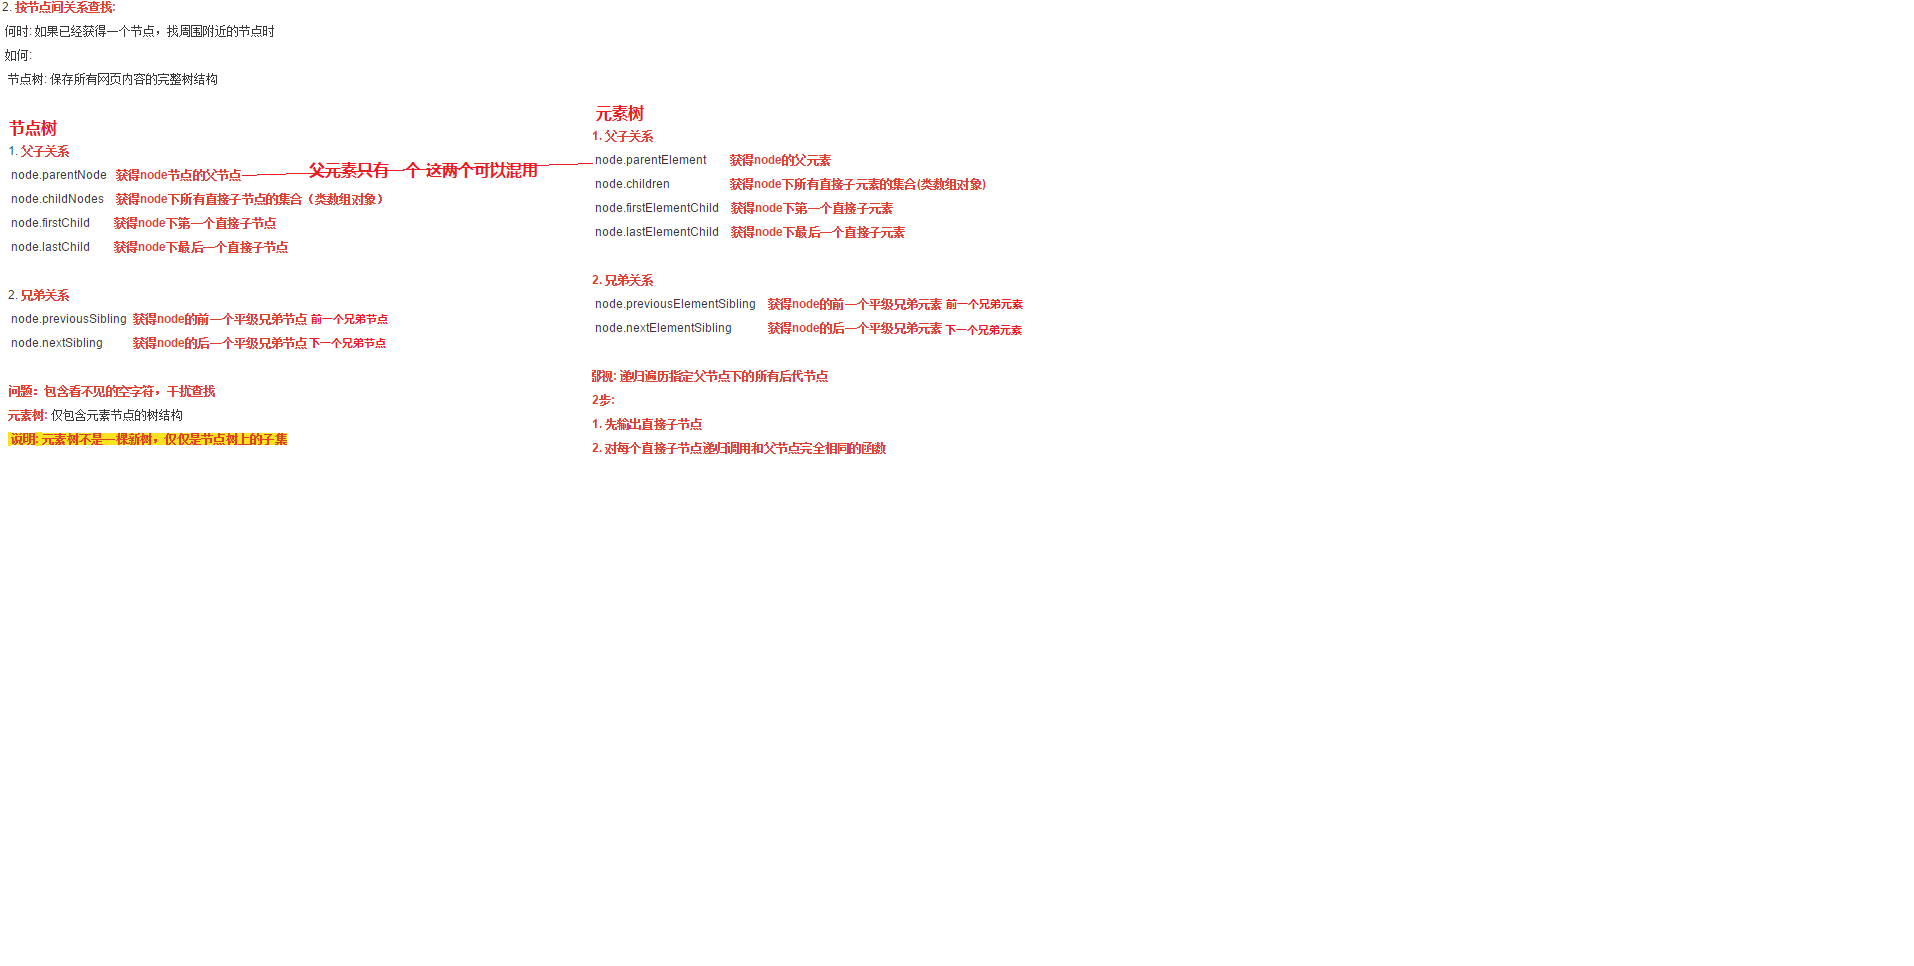 2. 按节点间关系查找:
何时: 如果已经获得一个节点，找周围附近的节点时
如何:
节点树: 保存所有网页内容的完整树结构
节点树
1. 父子关系
node.parentNode 获得node节点的父节点
node.childNodes 获得node下所有直接子节点的集合（类数组对象）
node.firstChild 获得node下第一个直接子节点
node.lastChild 获得node下最后一个直接子节点
2. 兄弟关系
node.previousSibling 获得node的前一个平级兄弟节点 前一个兄弟节点
node.nextSibling 获得node的后一个平级兄弟节点 下一个兄弟节点
问题：包含看不见的空字符，干扰查找
元素树: 仅包含元素节点的树结构
说明: 元素树不是一棵新树，仅仅是节点树上的子集
父元素只有一个 这两个可以混用
元素树
1. 父子关系
node.parentElement 获得node的父元素
node.children 获得node下所有直接子元素的集合(类数组对象)
node.firstElementChild 获得node下第一个直接子元素
node.lastElementChild 获得node下最后一个直接子元素
2. 兄弟关系
node.previousElementSibling 获得node的前一个平级兄弟元素 前一个兄弟元素
node.nextElementSibling 获得node的后一个平级兄弟元素 下一个兄弟元素
鄙视: 递归遍历指定父节点下的所有后代节点
2步:
1. 先输出直接子节点
2. 对每个直接子节点递归调用和父节点完全相同的函数